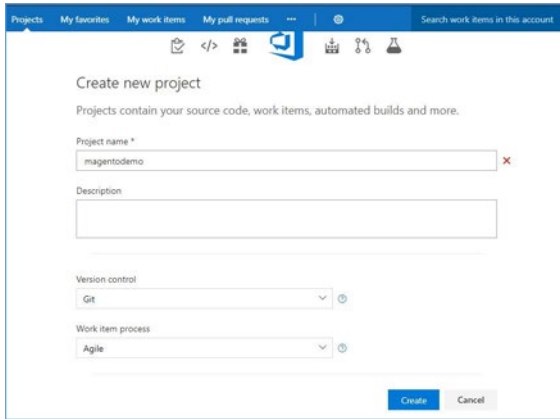 Projects My favorites My work items My pull requests ... Search work items in this account
Create new project
Projects contain your source code, work items, automated builds and more.
Project name *
magentodemo
Description
Version control
Git
Work item process
Agile
Create Cancel